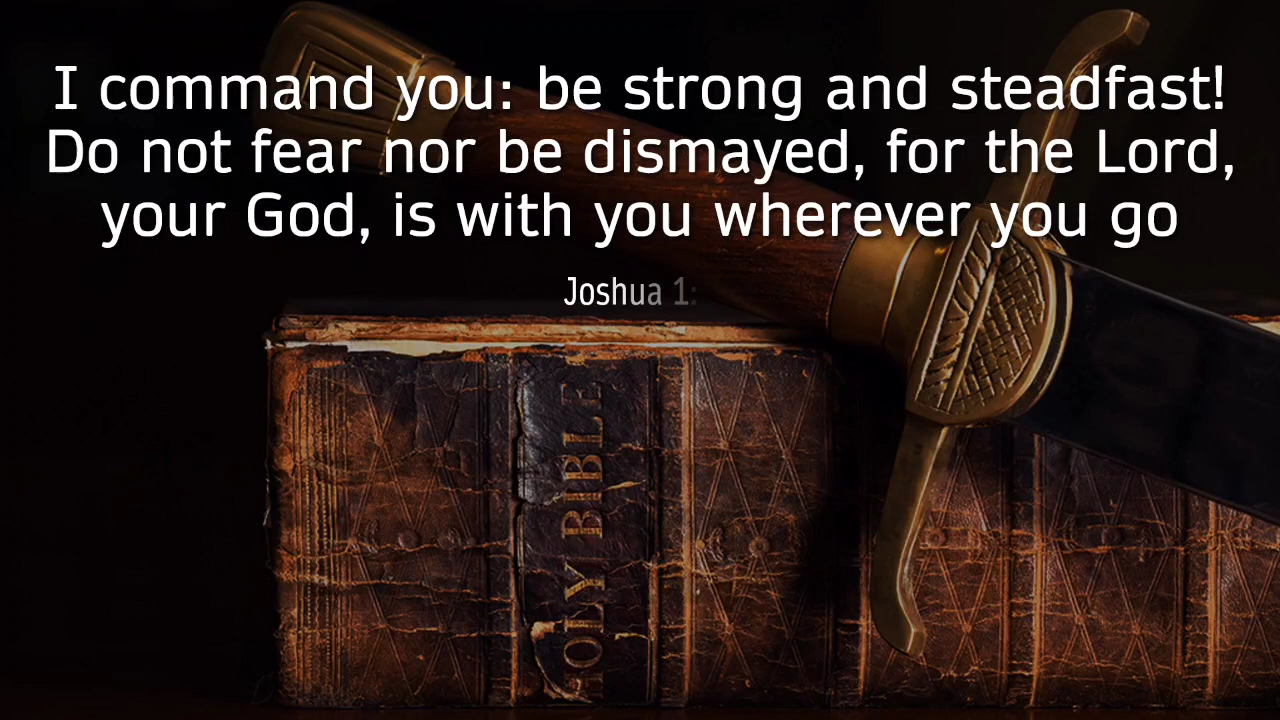 I command you: be strong and steadfast!
Do not fear nor be dismayed, for the Lord,
your God, is with you wherever you go
Joshua 1:
HOLY BIBLE